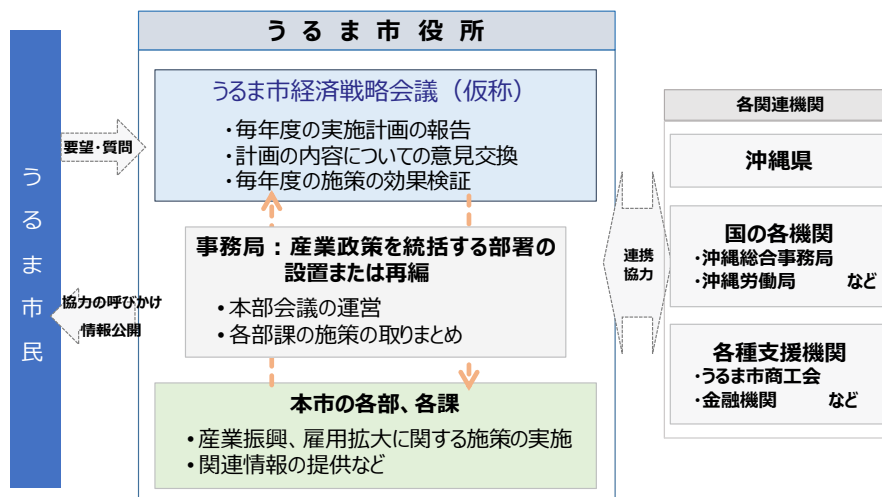 うるま市民
要望・質問
協力の呼びかけ
情報公開
うるま市役所
うるま市経済戦略会議（仮称）
・毎年度の実施計画の報告
・計画の内容についての意見交換
・毎年度の施策の効果検証
事務局：産業政策を統括する部署の
設置または再編
• 本部会議の運営
• 各部課の施策の取りまとめ
本市の各部、各課
• 産業振興、雇用拡大に関する施策の実施
• 関連情報の提供など
連携
協力
各関連機関
沖縄県
国の各機関
・沖縄総合事務局
・沖縄労働局 など
各種支援機関
・うるま市商工会
・金融機関 など